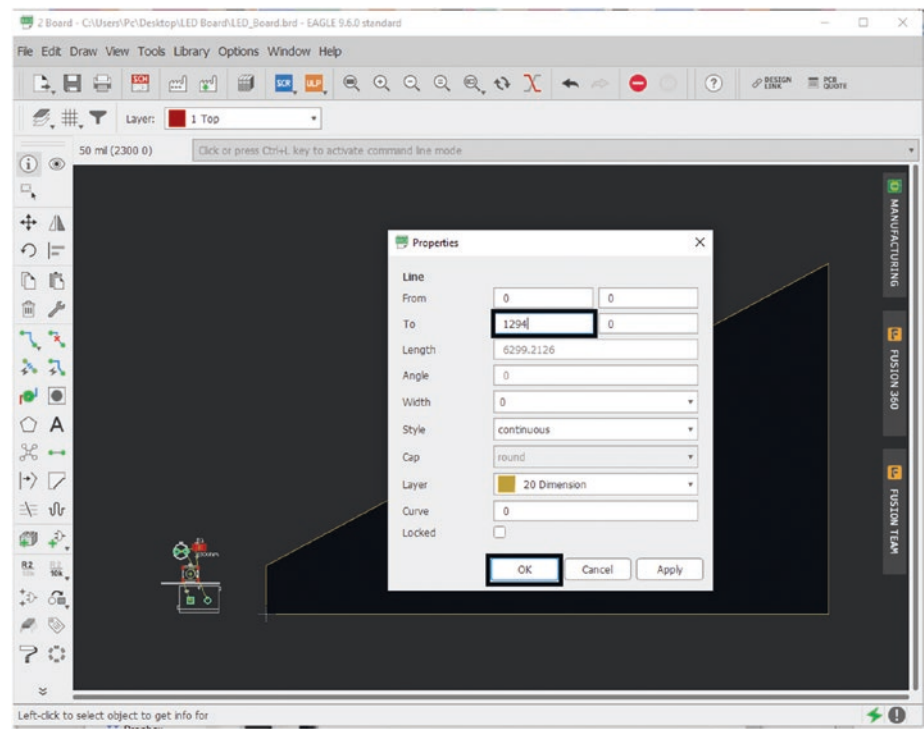 2 Board - C:\Users\Pc\Desktop\LED Board\LED_Board.brd - EAGLE 9.6.0 standard
File Edit Draw View Tools Library Options Window Help
SCR ULP DESIGN LINK PCB QUOTE
Layer: 1 Top
50 mil (2300 0) Click or press Ctrl+L key to activate command line mode
MANUFACTURING
FUSION 360
FUSION TEAM
Properties
Line
From 0 0
To 1294 0
Length 6299.2126
Angle 0
Width 0
Style continuous
Cap round
Layer 20 Dimension
Curve 0
Locked
OK Cancel Apply
A
R2
10k
Left-click to select object to get info for